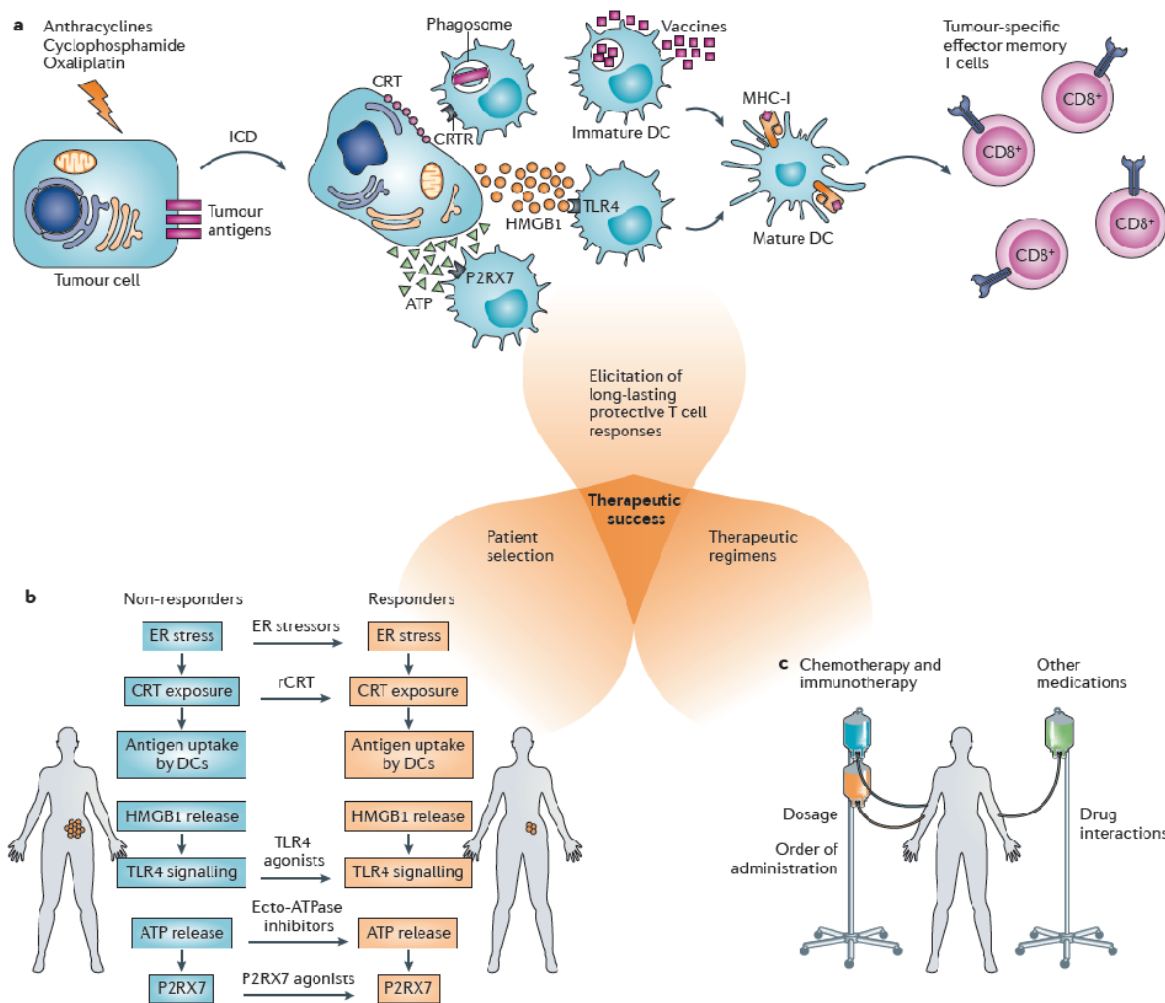 a
Anthracyclines
Cyclophosphamide
Oxaliplatin
ICD
Tumour
antigens
Tumour cell
CRT
Phagosome
CRTR
Vaccines
Immature DC
HMGB1
TLR4
ATP
P2RX7
MHC-I
Mature DC
Tumour-specific
effector memory
T cells
CD8+
CD8+
CD8+
CD8+
Elicitation of
long-lasting
protective T cell
responses
Therapeutic
success
Patient
selection
Therapeutic
regimens
b
Non-responders
Responders
ER stress
ER stressors
ER stress
CRT exposure
rCRT
CRT exposure
Antigen uptake
by DCs
Antigen uptake
by DCs
HMGB1 release
HMGB1 release
TLR4
agonists
TLR4 signalling
TLR4 signalling
Ecto-ATPase
inhibitors
ATP release
ATP release
P2RX7
P2RX7 agonists
P2RX7
c
Chemotherapy and
immunotherapy
Other
medications
Dosage
Order of
administration
Drug
interactions